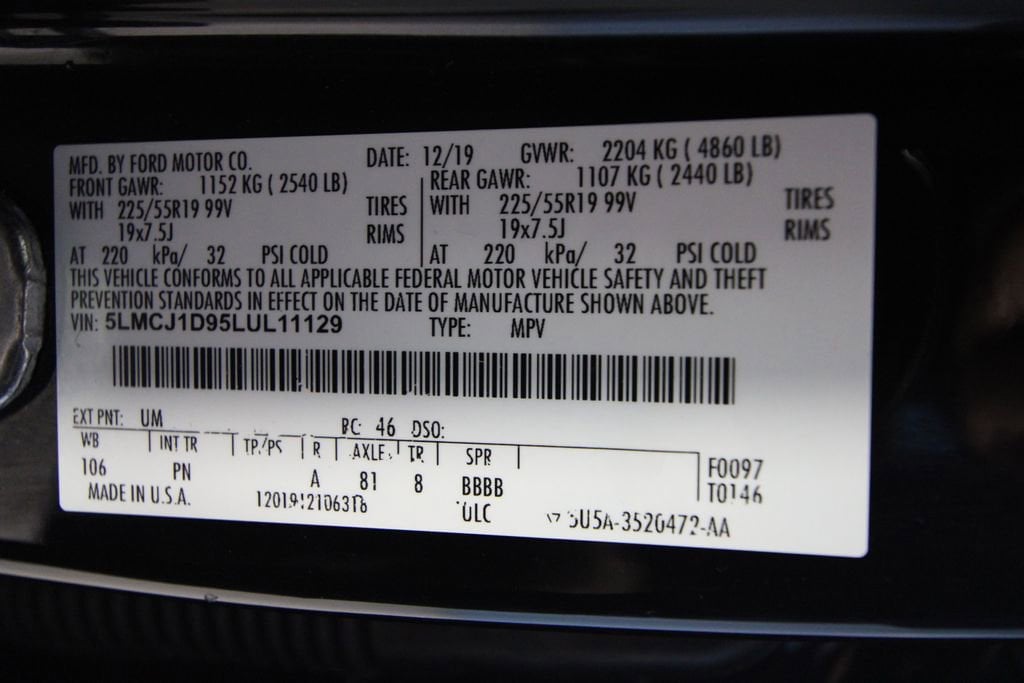 MFD. BY FORD MOTOR CO. DATE: 12/19 GVWR: 2204 KG ( 4860 LB)
FRONT GAWR: 1152 KG ( 2540 LB) REAR GAWR: 1107 KG ( 2440 LB)
WITH 225/55R19 99V TIRES WITH 225/55R19 99V TIRES
19x7.5J RIMS 19x7.5J RIMS
AT 220 kPa/ 32 PSI COLD AT 220 kPa/ 32 PSI COLD
THIS VEHICLE CONFORMS TO ALL APPLICABLE FEDERAL MOTOR VEHICLE SAFETY AND THEFT
PREVENTION STANDARDS IN EFFECT ON THE DATE OF MANUFACTURE SHOWN ABOVE.
VIN: 5LMCJ1D95LUL11129 TYPE: MPV
EXT PNT: UM RC: 46 DSO:
WB INT TR TP/PS R AXLE TR SPR
106 PN A 81 8 BBBB F0097
MADE IN U.S.A. ULC T0146